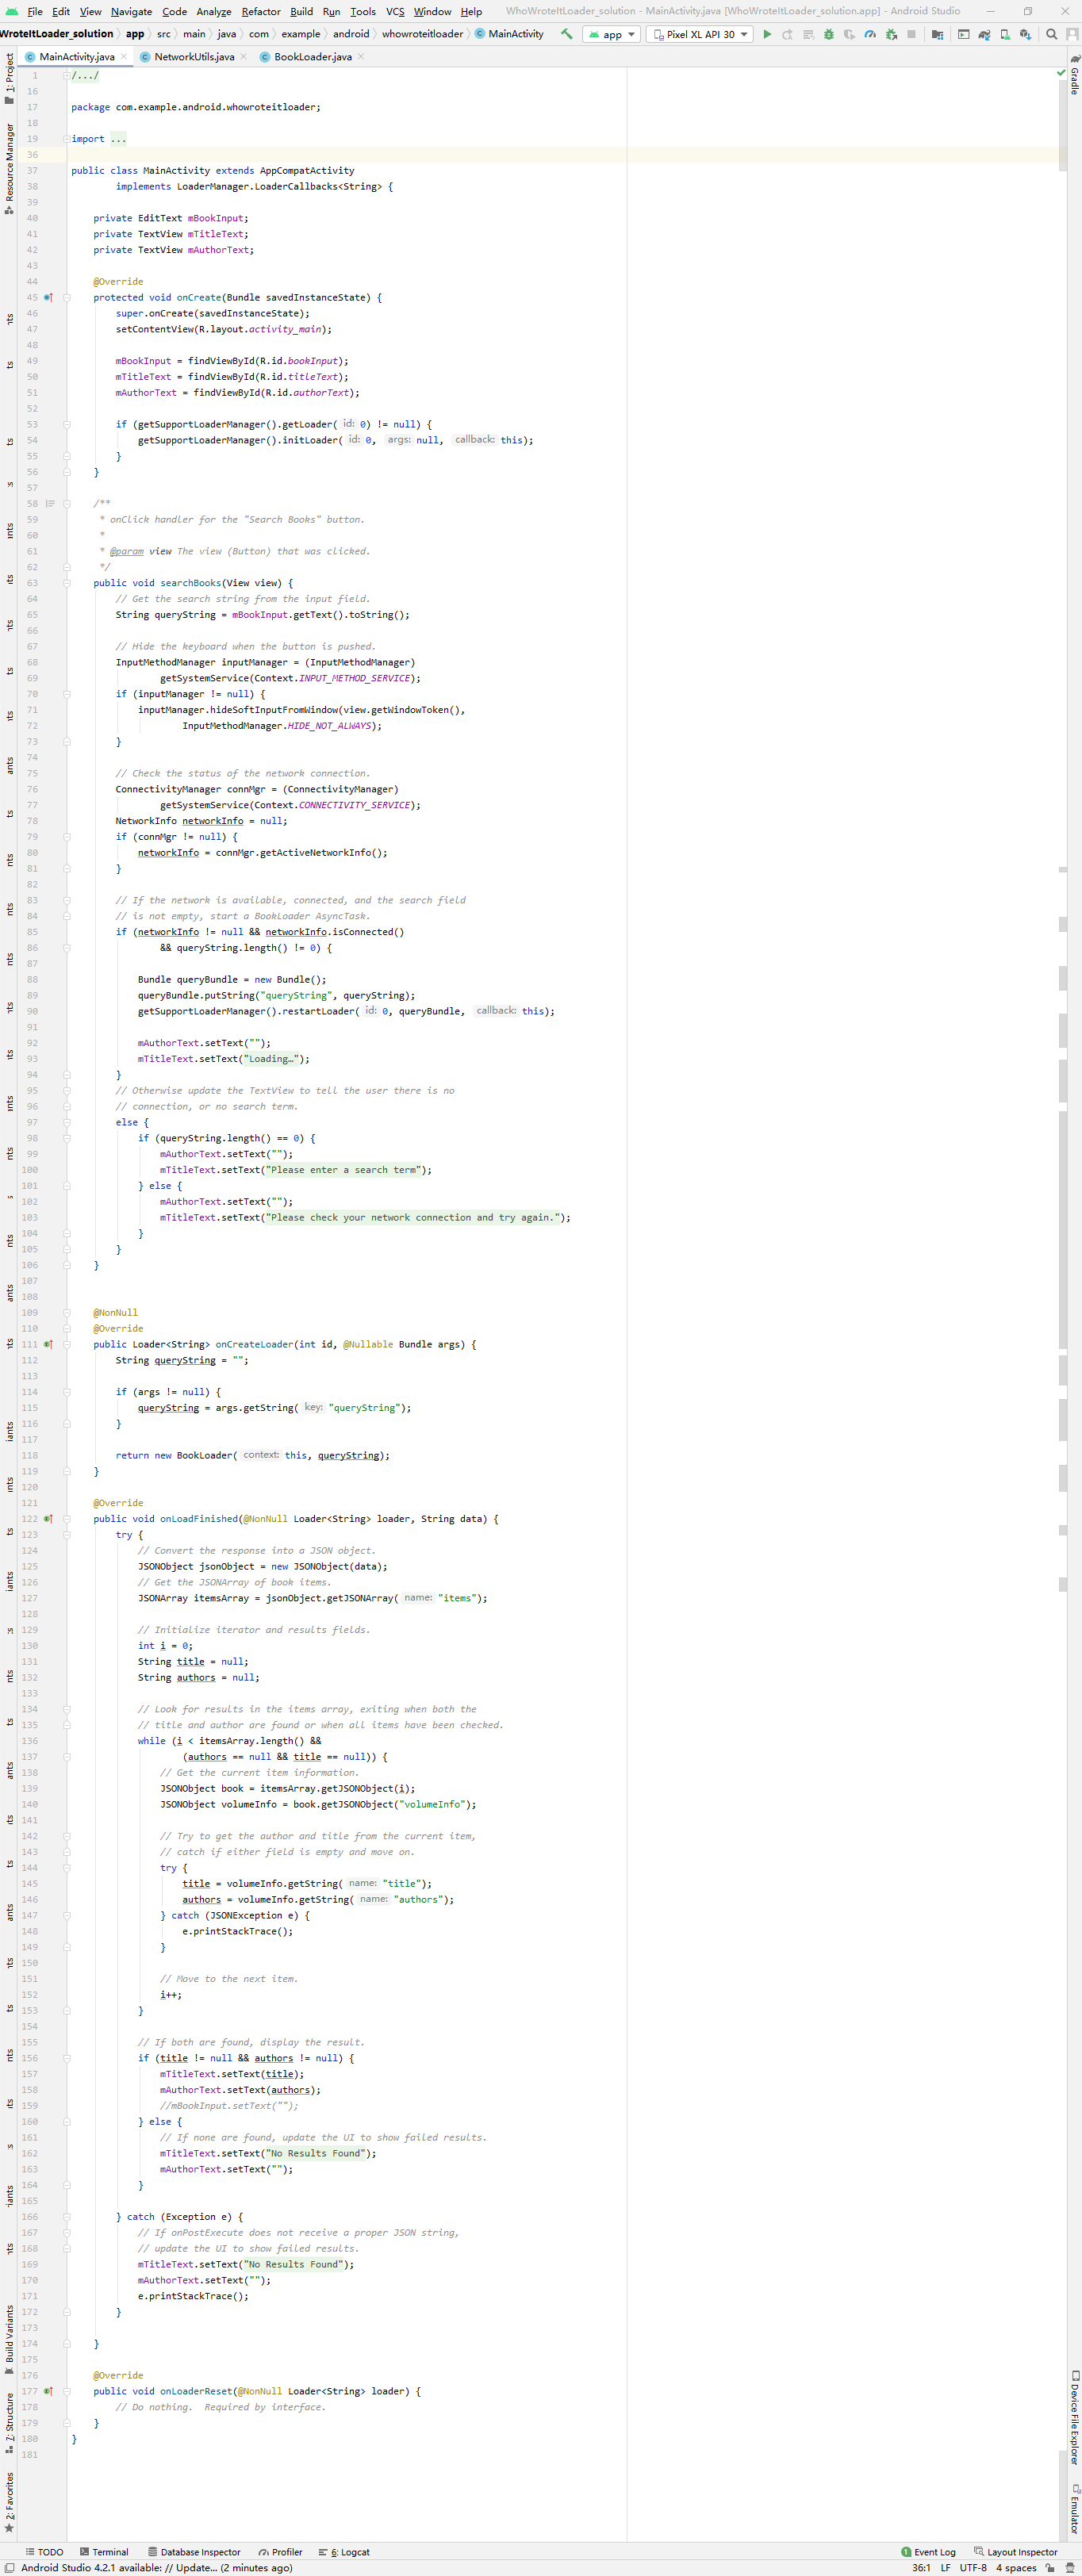 File Edit View Navigate Code Analyze Refactor Build Run Tools VCS Window Help WhoWroteItLoader_solution - MainActivity.java [WhoWroteItLoader_solution.app] - Android Studio
WroteItLoader_solution app src main java com example android whowroteitloader MainActivity app Pixel XL API 30
MainActivity.java NetworkUtils.java BookLoader.java
1: Project
Resource Manager
Build Variants
7: Structure
2: Favorites
Gradle
Device File Explorer
Emulator
1 /.../
16
17 package com.example.android.whowroteitloader;
18
19 import ...
36
37 public class MainActivity extends AppCompatActivity
38 implements LoaderManager.LoaderCallbacks<String> {
39
40 private EditText mBookInput;
41 private TextView mTitleText;
42 private TextView mAuthorText;
43
44 @Override
45 protected void onCreate(Bundle savedInstanceState) {
46 super.onCreate(savedInstanceState);
47 setContentView(R.layout.activity_main);
48
49 mBookInput = findViewById(R.id.bookInput);
50 mTitleText = findViewById(R.id.titleText);
51 mAuthorText = findViewById(R.id.authorText);
52
53 if (getSupportLoaderManager().getLoader( id: 0) != null) {
54 getSupportLoaderManager().initLoader( id: 0, args: null, callback: this);
55 }
56 }
57
58 /**
59 * onClick handler for the "Search Books" button.
60 *
61 * @param view The view (Button) that was clicked.
62 */
63 public void searchBooks(View view) {
64 // Get the search string from the input field.
65 String queryString = mBookInput.getText().toString();
66
67 // Hide the keyboard when the button is pushed.
68 InputMethodManager inputManager = (InputMethodManager)
69 getSystemService(Context.INPUT_METHOD_SERVICE);
70 if (inputManager != null) {
71 inputManager.hideSoftInputFromWindow(view.getWindowToken(),
72 InputMethodManager.HIDE_NOT_ALWAYS);
73 }
74
75 // Check the status of the network connection.
76 ConnectivityManager connMgr = (ConnectivityManager)
77 getSystemService(Context.CONNECTIVITY_SERVICE);
78 NetworkInfo networkInfo = null;
79 if (connMgr != null) {
80 networkInfo = connMgr.getActiveNetworkInfo();
81 }
82
83 // If the network is available, connected, and the search field
84 // is not empty, start a BookLoader AsyncTask.
85 if (networkInfo != null && networkInfo.isConnected()
86 && queryString.length() != 0) {
87
88 Bundle queryBundle = new Bundle();
89 queryBundle.putString("queryString", queryString);
90 getSupportLoaderManager().restartLoader( id: 0, queryBundle, callback: this);
91
92 mAuthorText.setText("");
93 mTitleText.setText("Loading…");
94 }
95 // Otherwise update the TextView to tell the user there is no
96 // connection, or no search term.
97 else {
98 if (queryString.length() == 0) {
99 mAuthorText.setText("");
100 mTitleText.setText("Please enter a search term");
101 } else {
102 mAuthorText.setText("");
103 mTitleText.setText("Please check your network connection and try again.");
104 }
105 }
106 }
107
108
109 @NonNull
110 @Override
111 public Loader<String> onCreateLoader(int id, @Nullable Bundle args) {
112 String queryString = "";
113
114 if (args != null) {
115 queryString = args.getString( key: "queryString");
116 }
117
118 return new BookLoader( context: this, queryString);
119 }
120
121 @Override
122 public void onLoadFinished(@NonNull Loader<String> loader, String data) {
123 try {
124 // Convert the response into a JSON object.
125 JSONObject jsonObject = new JSONObject(data);
126 // Get the JSONArray of book items.
127 JSONArray itemsArray = jsonObject.getJSONArray( name: "items");
128
129 // Initialize iterator and results fields.
130 int i = 0;
131 String title = null;
132 String authors = null;
133
134 // Look for results in the items array, exiting when both the
135 // title and author are found or when all items have been checked.
136 while (i < itemsArray.length() &&
137 (authors == null && title == null)) {
138 // Get the current item information.
139 JSONObject book = itemsArray.getJSONObject(i);
140 JSONObject volumeInfo = book.getJSONObject("volumeInfo");
141
142 // Try to get the author and title from the current item,
143 // catch if either field is empty and move on.
144 try {
145 title = volumeInfo.getString( name: "title");
146 authors = volumeInfo.getString( name: "authors");
147 } catch (JSONException e) {
148 e.printStackTrace();
149 }
150
151 // Move to the next item.
152 i++;
153 }
154
155 // If both are found, display the result.
156 if (title != null && authors != null) {
157 mTitleText.setText(title);
158 mAuthorText.setText(authors);
159 //mBookInput.setText("");
160 } else {
161 // If none are found, update the UI to show failed results.
162 mTitleText.setText("No Results Found");
163 mAuthorText.setText("");
164 }
165
166 } catch (Exception e) {
167 // If onPostExecute does not receive a proper JSON string,
168 // update the UI to show failed results.
169 mTitleText.setText("No Results Found");
170 mAuthorText.setText("");
171 e.printStackTrace();
172 }
173
174 }
175
176 @Override
177 public void onLoaderReset(@NonNull Loader<String> loader) {
178 // Do nothing.  Required by interface.
179 }
180 }
181
TODO Terminal Database Inspector Profiler 6: Logcat 1 Event Log Layout Inspector
Android Studio 4.2.1 available: // Update... (2 minutes ago) 36:1 LF UTF-8 4 spaces